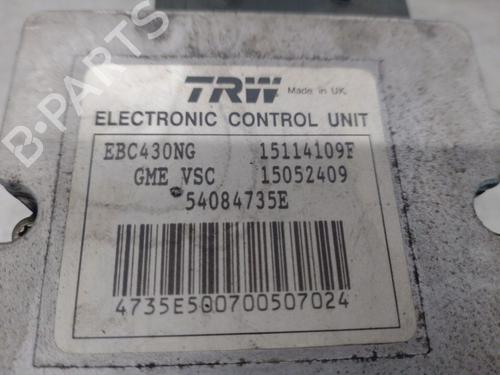 TRW Made in UK.
ELECTRONIC CONTROL UNIT
EBC430NG 15114109F
GME VSC 15052409
54084735E
4735E5Q0700507024
B-PARTS